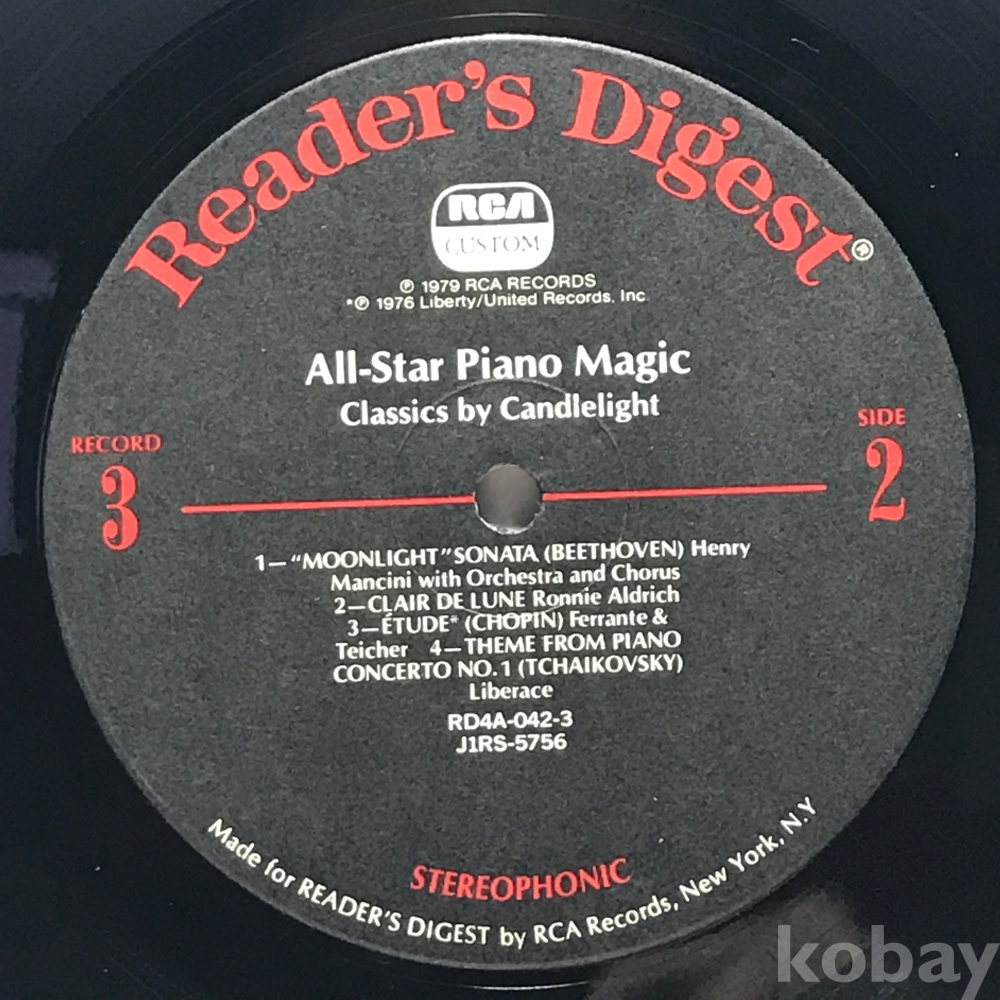 Reader's Digest®
RCA
CUSTOM
℗ 1979 RCA RECORDS
*℗ 1976 Liberty/United Records, Inc.
All-Star Piano Magic
Classics by Candlelight
RECORD
3
SIDE
2
1—"MOONLIGHT" SONATA (BEETHOVEN) Henry
Mancini with Orchestra and Chorus
2—CLAIR DE LUNE Ronnie Aldrich
3—ÉTUDE* (CHOPIN) Ferrante &
Teicher 4—THEME FROM PIANO
CONCERTO NO. 1 (TCHAIKOVSKY)
Liberace
RD4A-042-3
J1RS-5756
STEREOPHONIC
Made for READER'S DIGEST by RCA Records, New York, N.Y
kobay